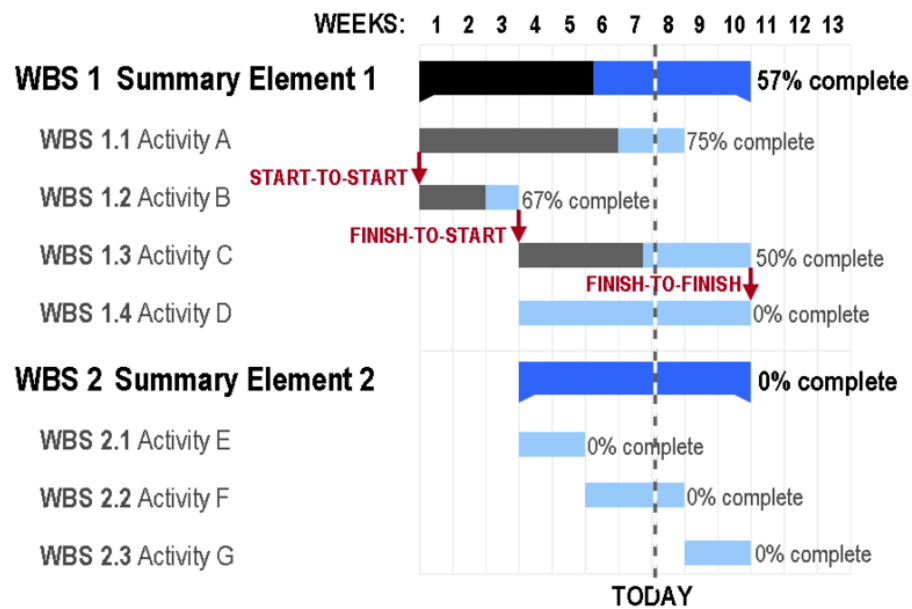 WEEKS: 1 2 3 4 5 6 7 8 9 10 11 12 13
WBS 1 Summary Element 1 57% complete
WBS 1.1 Activity A 75% complete
START-TO-START
WBS 1.2 Activity B 67% complete
FINISH-TO-START
WBS 1.3 Activity C 50% complete
FINISH-TO-FINISH
WBS 1.4 Activity D 0% complete
WBS 2 Summary Element 2 0% complete
WBS 2.1 Activity E 0% complete
WBS 2.2 Activity F 0% complete
WBS 2.3 Activity G 0% complete
TODAY